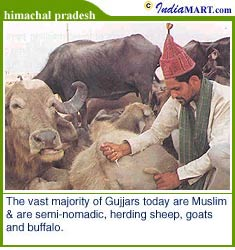 himachal pradesh
© INDIAMART.com
The vast majority of Gujjars today are Muslim
& are semi-nomadic, herding sheep, goats
and buffalo.